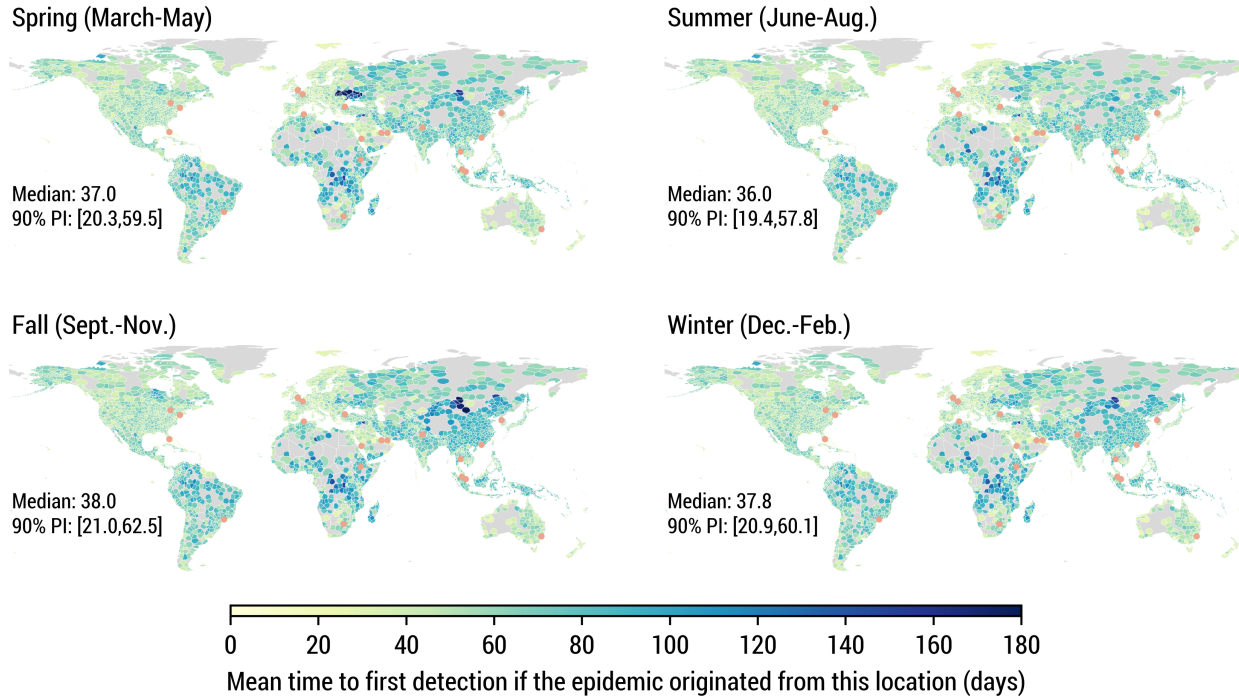 Spring (March-May)
Median: 37.0
90% PI: [20.3,59.5]
Summer (June-Aug.)
Median: 36.0
90% PI: [19.4,57.8]
Fall (Sept.-Nov.)
Median: 38.0
90% PI: [21.0,62.5]
Winter (Dec.-Feb.)
Median: 37.8
90% PI: [20.9,60.1]
0 20 40 60 80 100 120 140 160 180
Mean time to first detection if the epidemic originated from this location (days)